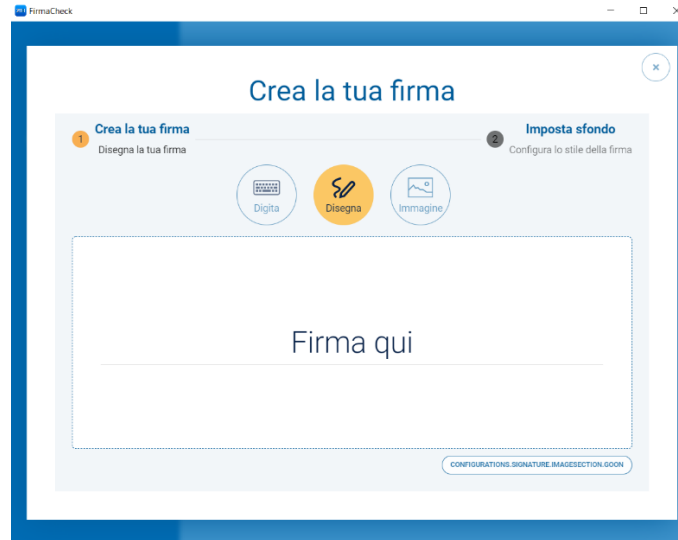 FirmaCheck
Crea la tua firma
1 Crea la tua firma
Disegna la tua firma
2 Imposta sfondo
Configura lo stile della firma
Digita
Disegna
Immagine
Firma qui
CONFIGURATIONS.SIGNATURE.IMAGESECTION.GOON